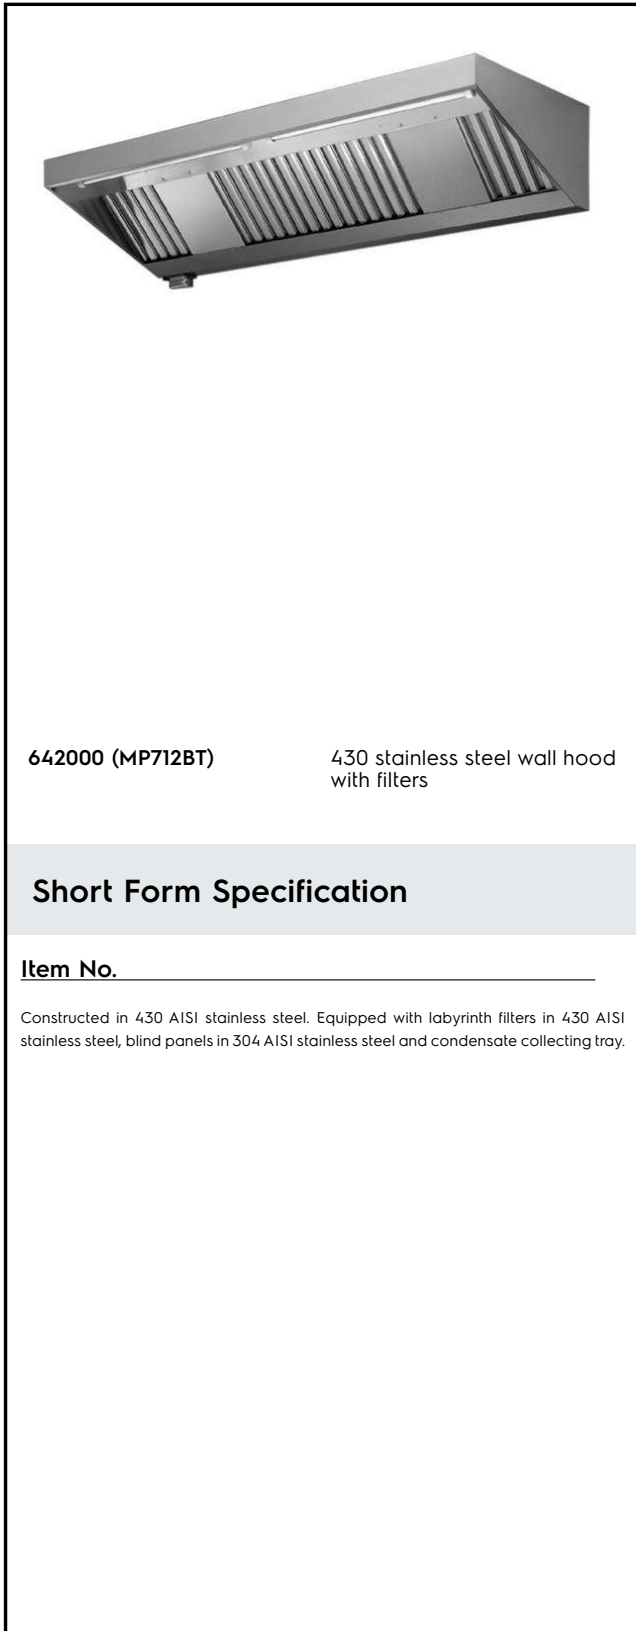 642000 (MP712BT)
430 stainless steel wall hood
with filters
Short Form Specification
Item No.
Constructed in 430 AISI stainless steel. Equipped with labyrinth filters in 430 AISI
stainless steel, blind panels in 304 AISI stainless steel and condensate collecting tray.